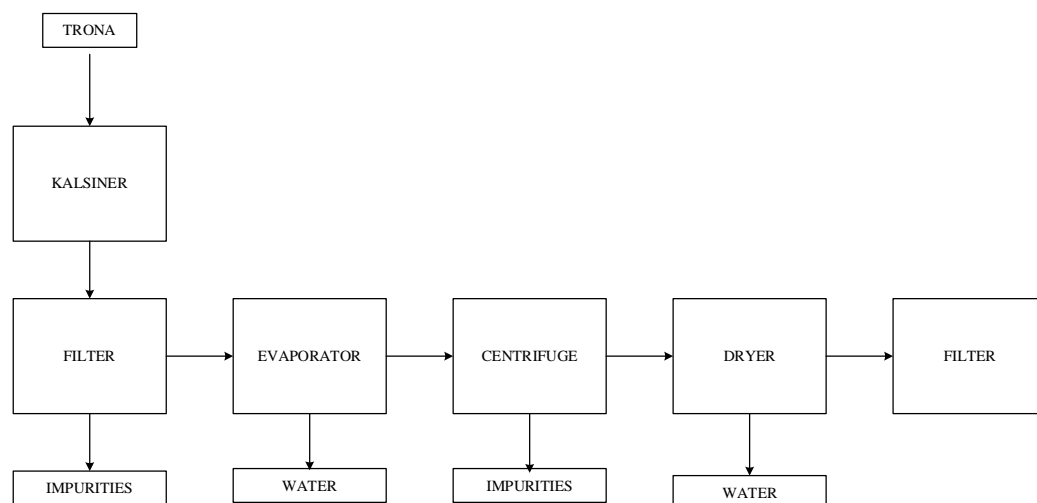 TRONA
KALSINER
FILTER
EVAPORATOR
CENTRIFUGE
DRYER
FILTER
IMPURITIES
WATER
IMPURITIES
WATER